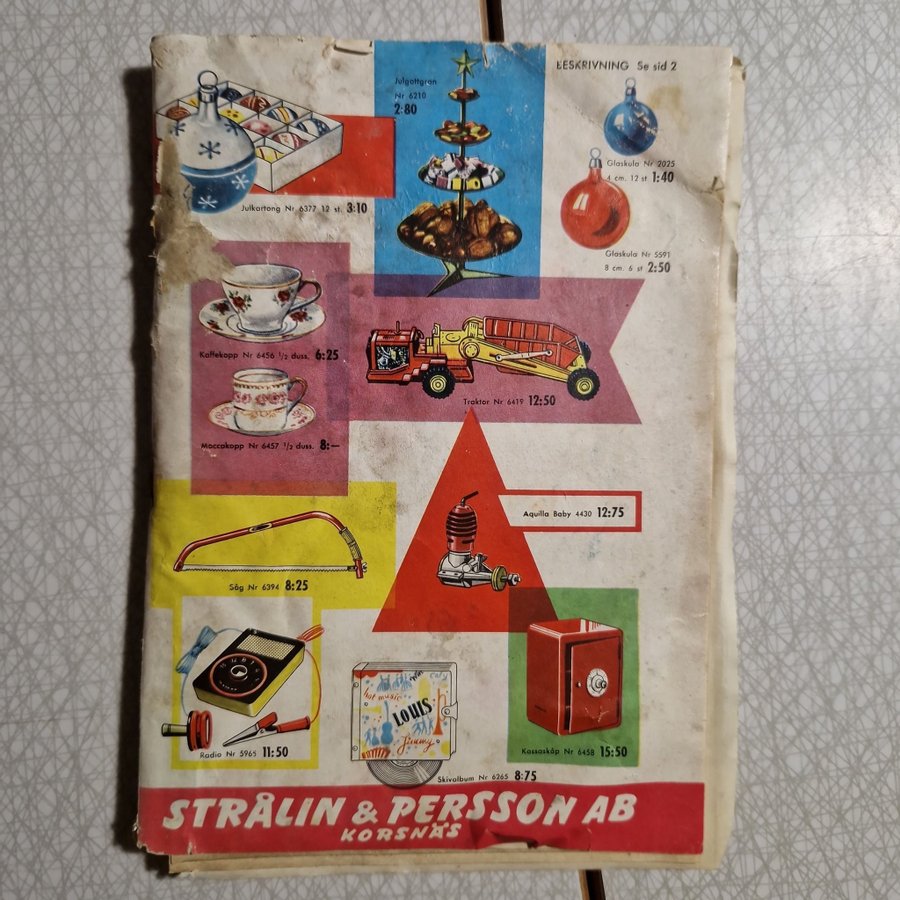 BESKRIVNING Se sid 2
Julgottgran
Nr 6210
2:80
Glaskula Nr 2025
4 cm. 12 st 1:40
Julkartong Nr 6377 12 st. 3:10
Glaskula Nr 5591
8 cm. 6 st 2:50
Kaffekopp Nr 6456 1/2 duss. 6:25
Traktor Nr 6419 12:50
Moccakopp Nr 6457 1/2 duss. 8:—
Aquilla Baby 4430 12:75
Såg Nr 6394 8:25
hot music
LOUIS
Jimmy
Radio Nr 5965 11:50
Kassaskåp Nr 6458 15:50
Skivalbum Nr 6265 8:75
STRÅLIN & PERSSON AB
KORSNÄS